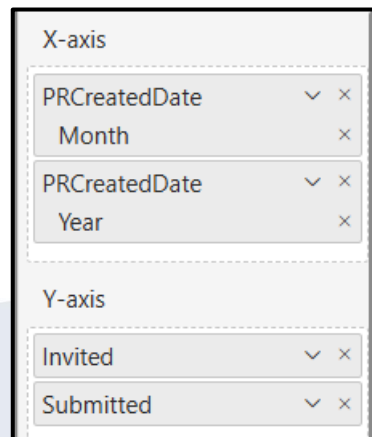 X-axis
PRCreatedDate
Month
PRCreatedDate
Year
Y-axis
Invited
Submitted